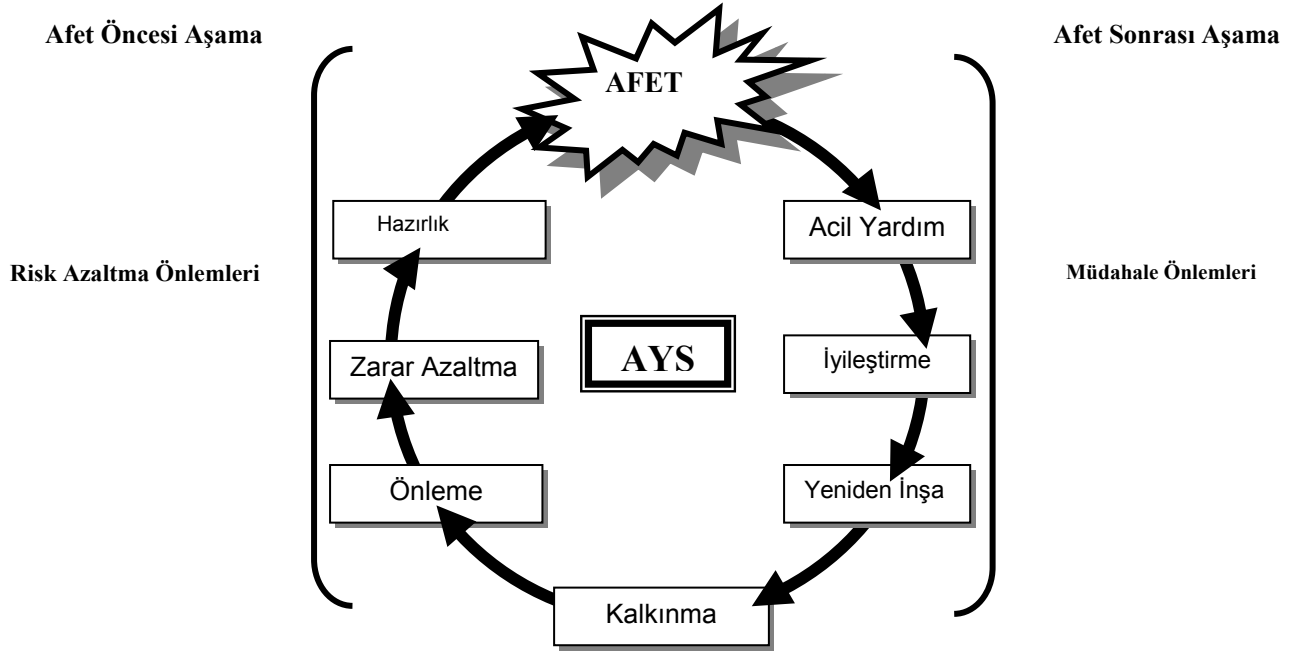 Afet Öncesi Aşama
Afet Sonrası Aşama
AFET
Hazırlık
Acil Yardım
Risk Azaltma Önlemleri
Müdahale Önlemleri
Zarar Azaltma
AYS
İyileştirme
Önleme
Yeniden İnşa
Kalkınma